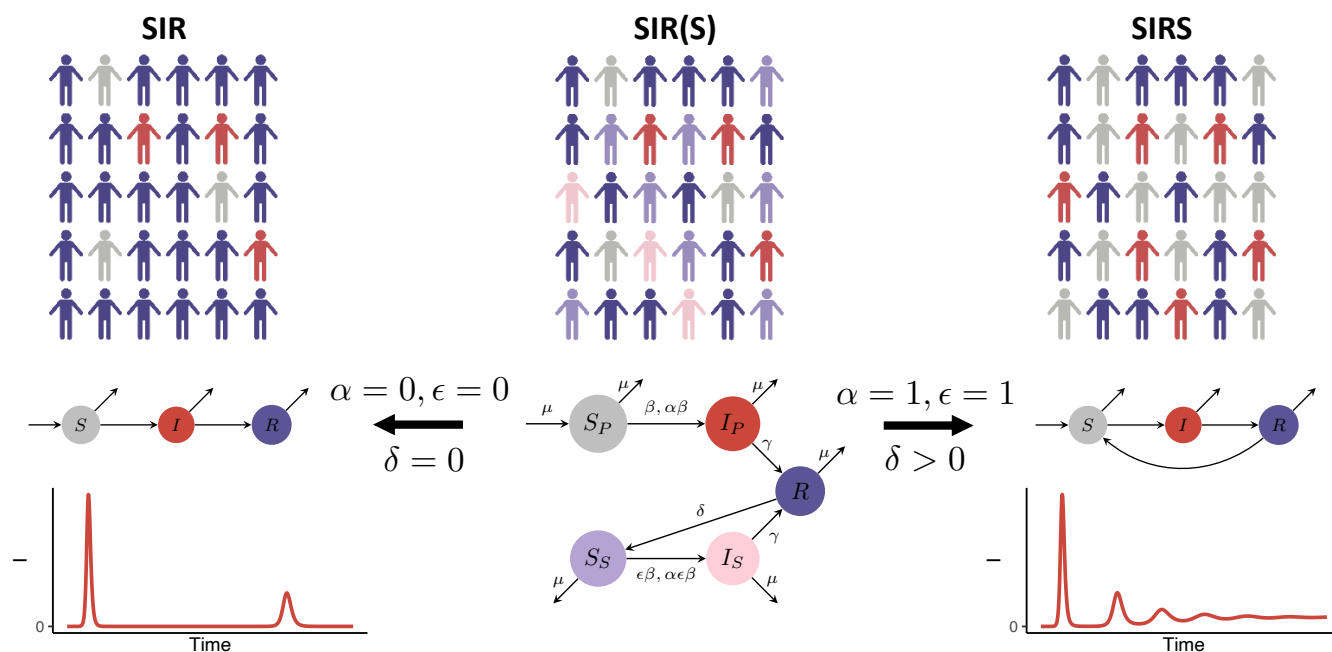 SIR
SIR(S)
SIRS
S
I
R
α = 0, ϵ = 0
δ = 0
μ
S_P
μ
β, αβ
I_P
μ
γ
R
μ
δ
S_S
μ
ϵβ, αϵβ
I_S
γ
μ
α = 1, ϵ = 1
δ > 0
S
I
R
I
0
Time
I
0
Time